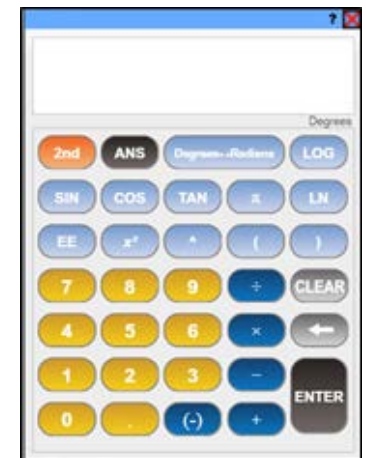 ?
Degrees
2nd ANS Degrees↔Radians LOG
SIN COS TAN π LN
EE x² ^ ( )
7 8 9 ÷ CLEAR
4 5 6 ×
1 2 3 −
ENTER
0 . (-) +